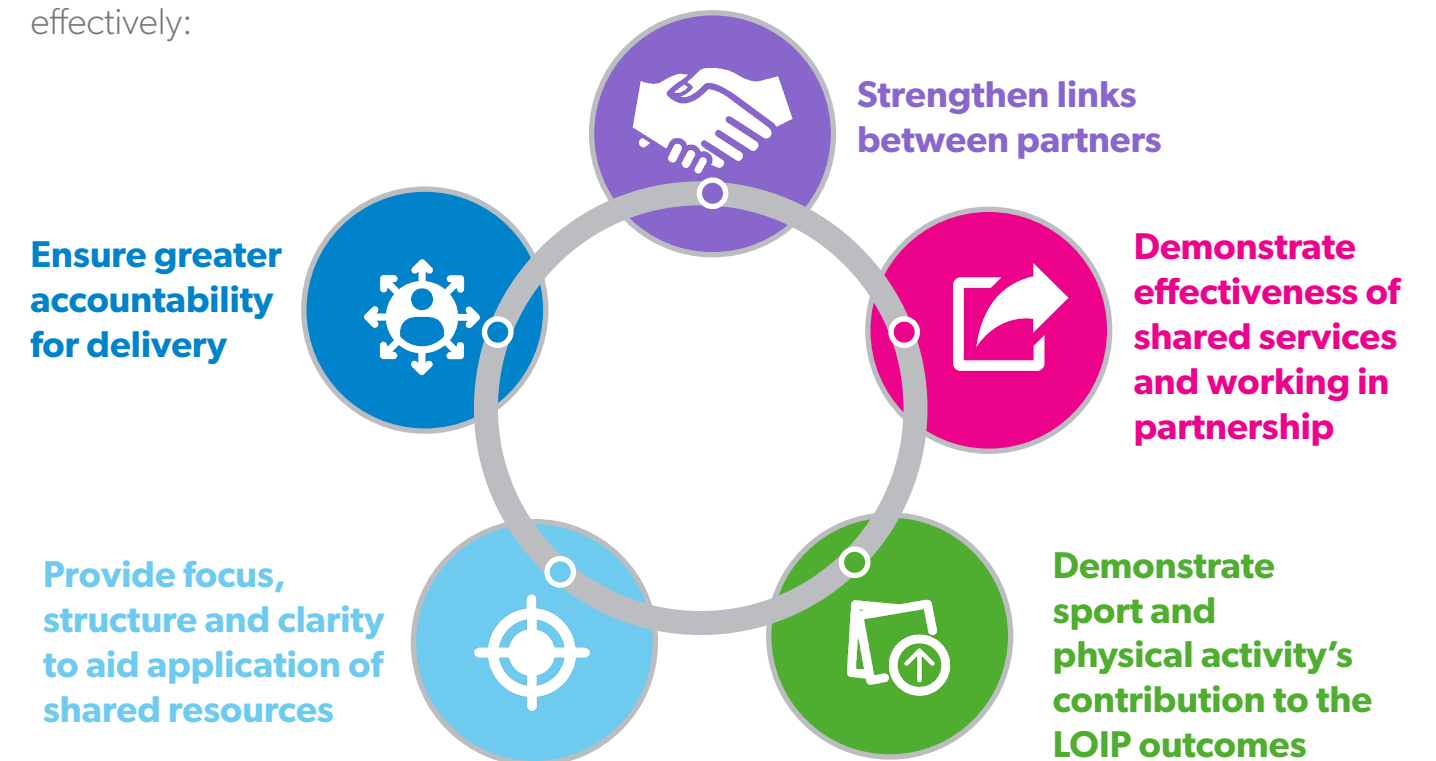 effectively:
Strengthen links
between partners
Demonstrate
effectiveness of
shared services
and working in
partnership
Demonstrate
sport and
physical activity’s
contribution to the
LOIP outcomes
Provide focus,
structure and clarity
to aid application of
shared resources
Ensure greater
accountability
for delivery